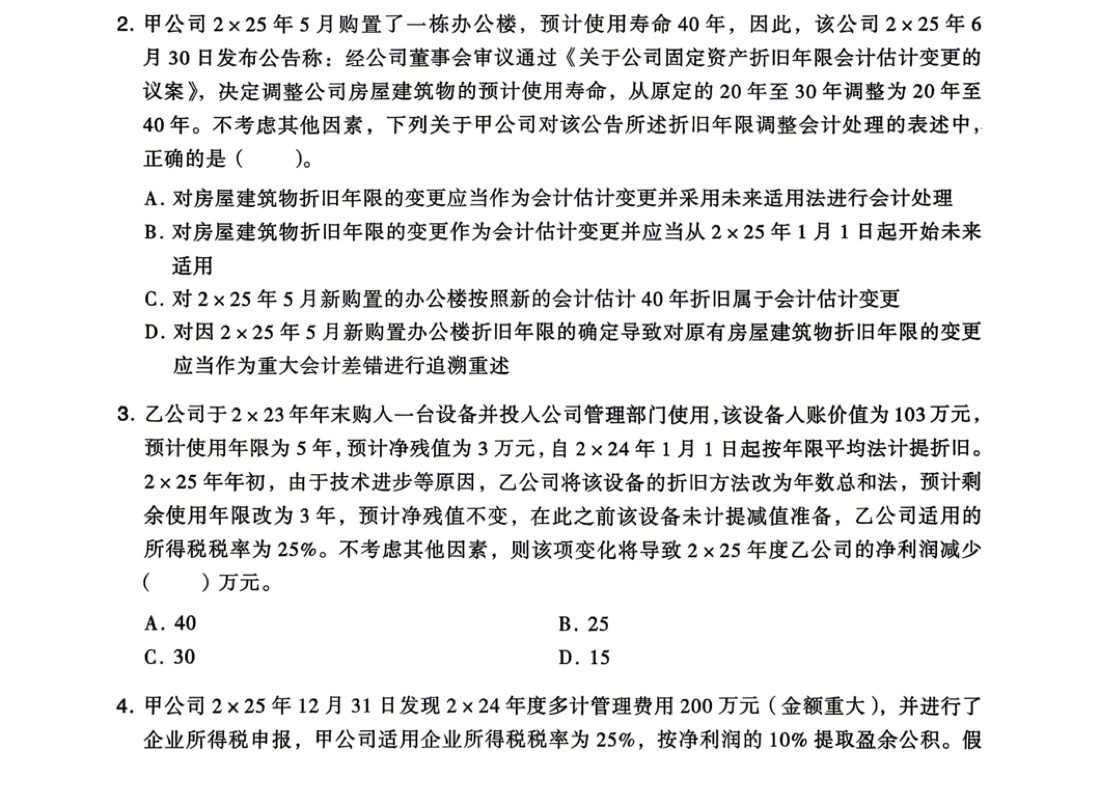 2. 甲公司 2×25 年 5 月购置了一栋办公楼，预计使用寿命 40 年，因此，该公司 2×25 年 6
月 30 日发布公告称：经公司董事会审议通过《关于公司固定资产折旧年限会计估计变更的
议案》，决定调整公司房屋建筑物的预计使用寿命，从原定的 20 年至 30 年调整为 20 年至
40 年。不考虑其他因素，下列关于甲公司对该公告所述折旧年限调整会计处理的表述中，
正确的是（　　）。
A. 对房屋建筑物折旧年限的变更应当作为会计估计变更并采用未来适用法进行会计处理
B. 对房屋建筑物折旧年限的变更作为会计估计变更并应当从 2×25 年 1 月 1 日起开始未来
适用
C. 对 2×25 年 5 月新购置的办公楼按照新的会计估计 40 年折旧属于会计估计变更
D. 对因 2×25 年 5 月新购置办公楼折旧年限的确定导致对原有房屋建筑物折旧年限的变更
应当作为重大会计差错进行追溯重述
3. 乙公司于 2×23 年年末购入一台设备并投入公司管理部门使用，该设备入账价值为 103 万元，
预计使用年限为 5 年，预计净残值为 3 万元，自 2×24 年 1 月 1 日起按年限平均法计提折旧。
2×25 年年初，由于技术进步等原因，乙公司将该设备的折旧方法改为年数总和法，预计剩
余使用年限改为 3 年，预计净残值不变，在此之前该设备未计提减值准备，乙公司适用的
所得税税率为 25%。不考虑其他因素，则该项变化将导致 2×25 年度乙公司的净利润减少
（　　）万元。
A. 40　B. 25
C. 30　D. 15
4. 甲公司 2×25 年 12 月 31 日发现 2×24 年度多计管理费用 200 万元（金额重大），并进行了
企业所得税申报，甲公司适用企业所得税税率为 25%，按净利润的 10% 提取盈余公积。假